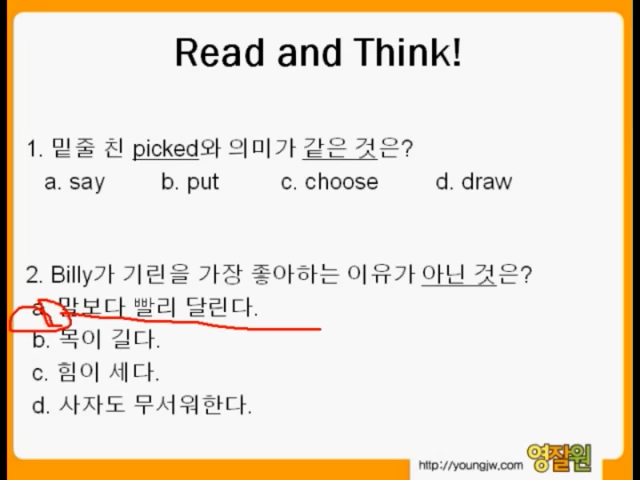 Read and Think!
1. 밑줄 친 picked와 의미가 같은 것은?
a. say b. put c. choose d. draw
2. Billy가 기린을 가장 좋아하는 이유가 아닌 것은?
a. 말보다 빨리 달린다.
b. 목이 길다.
c. 힘이 세다.
d. 사자도 무서워한다.
http://youngjw.com 영잘원